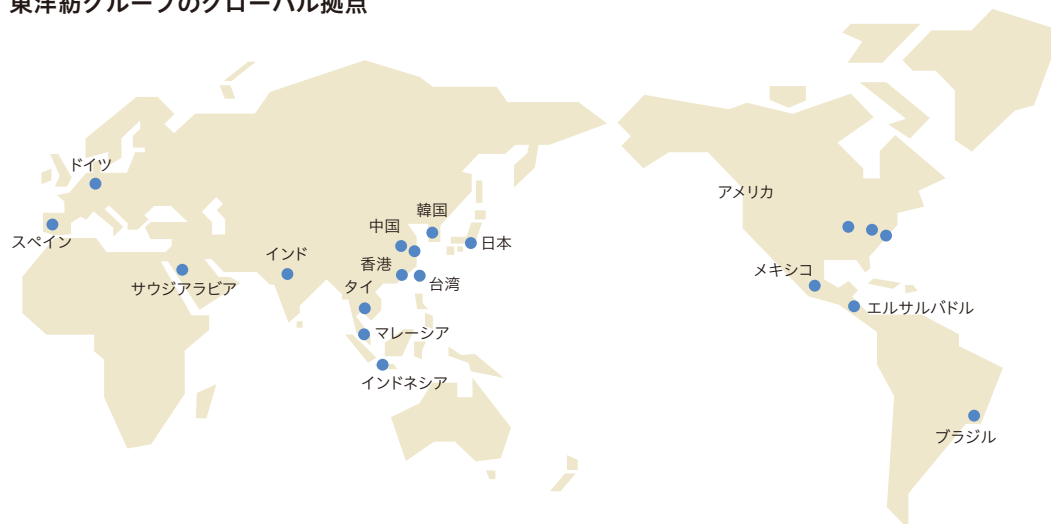 東洋紡グループのグローバル拠点
ドイツ
スペイン
サウジアラビア
インド
中国
韓国
日本
香港
台湾
タイ
マレーシア
インドネシア
アメリカ
メキシコ
エルサルバドル
ブラジル